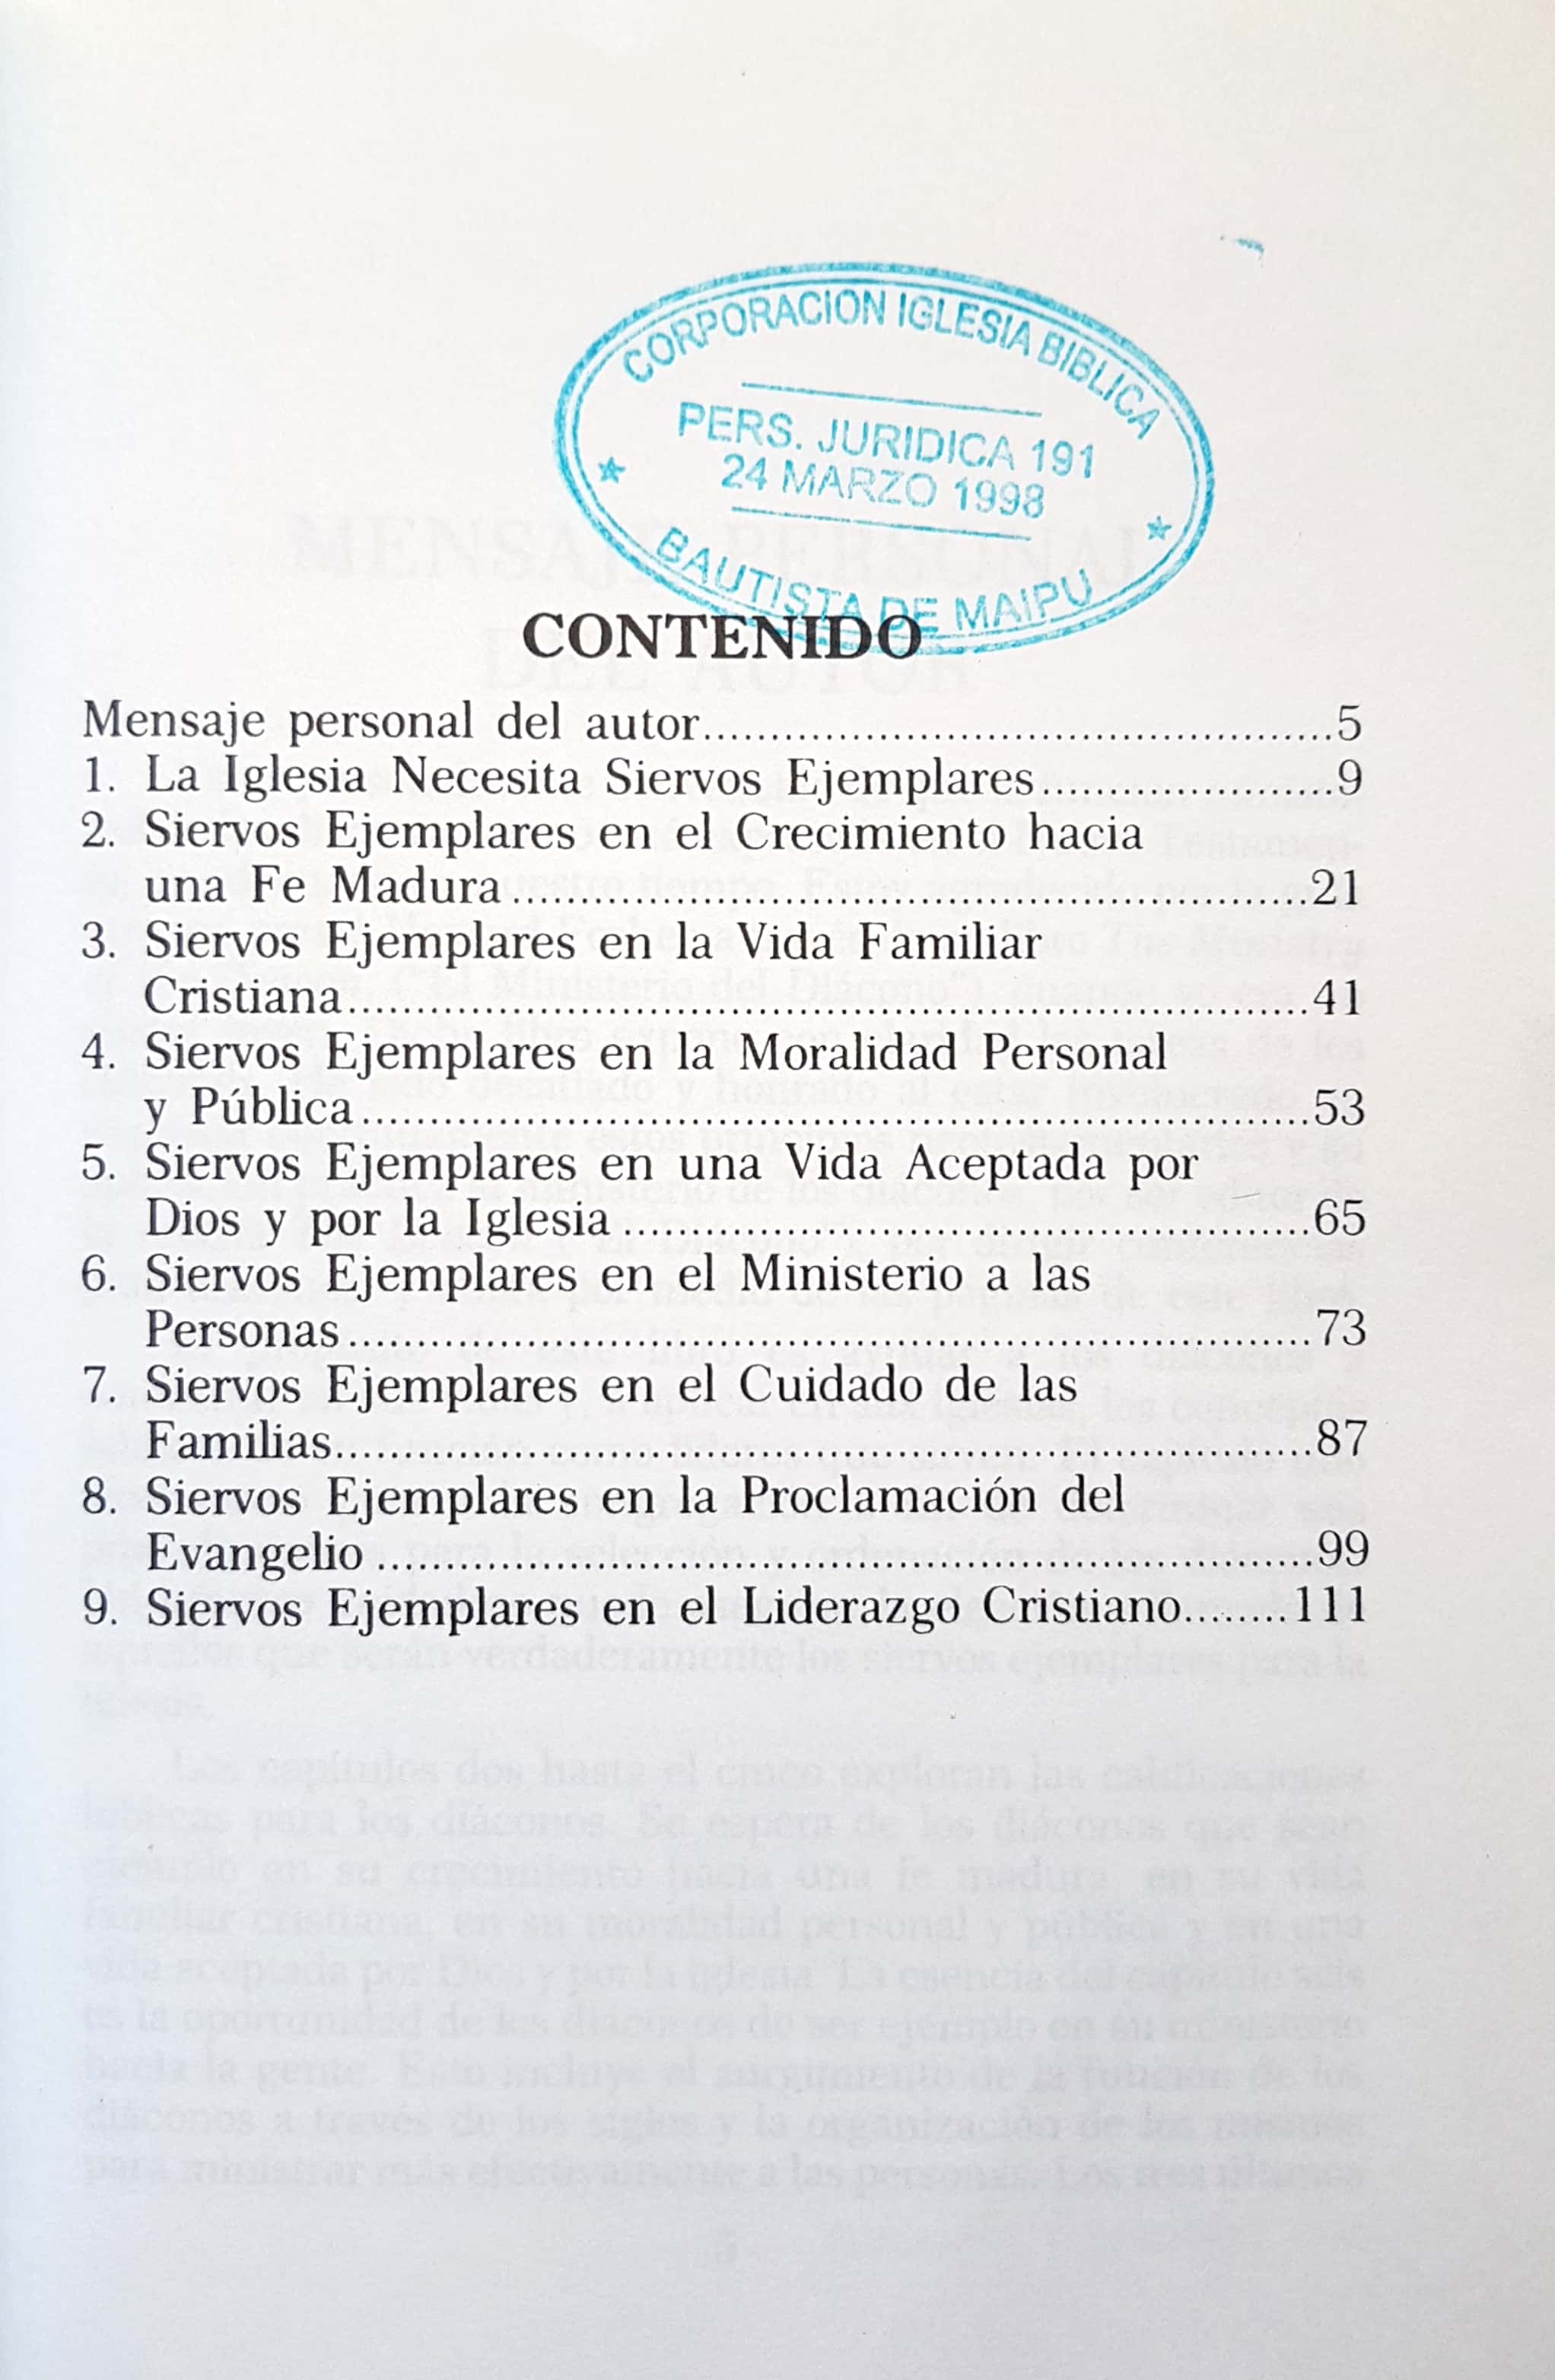 CORPORACION IGLESIA BIBLICA
PERS. JURIDICA 191
24 MARZO 1998
BAUTISTA DE MAIPU
CONTENIDO
Mensaje personal del autor...............................................5
1. La Iglesia Necesita Siervos Ejemplares......................9
2. Siervos Ejemplares en el Crecimiento hacia
una Fe Madura............................................................21
3. Siervos Ejemplares en la Vida Familiar
Cristiana........................................................................41
4. Siervos Ejemplares en la Moralidad Personal
y Pública.......................................................................53
5. Siervos Ejemplares en una Vida Aceptada por
Dios y por la Iglesia ...................................................65
6. Siervos Ejemplares en el Ministerio a las
Personas........................................................................73
7. Siervos Ejemplares en el Cuidado de las
Familias.........................................................................87
8. Siervos Ejemplares en la Proclamación del
Evangelio ......................................................................99
9. Siervos Ejemplares en el Liderazgo Cristiano........111